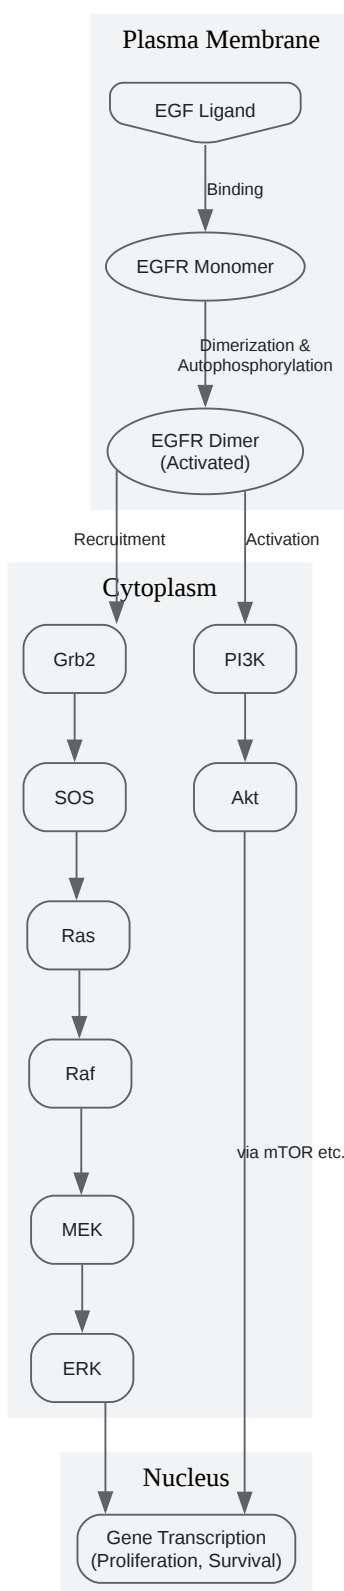 Plasma Membrane
EGF Ligand
Binding
EGFR Monomer
Dimerization &
Autophosphorylation
EGFR Dimer
(Activated)
Recruitment
Activation
Cytoplasm
Grb2
PI3K
SOS
Akt
Ras
Raf
via mTOR etc.
MEK
ERK
Nucleus
Gene Transcription
(Proliferation, Survival)